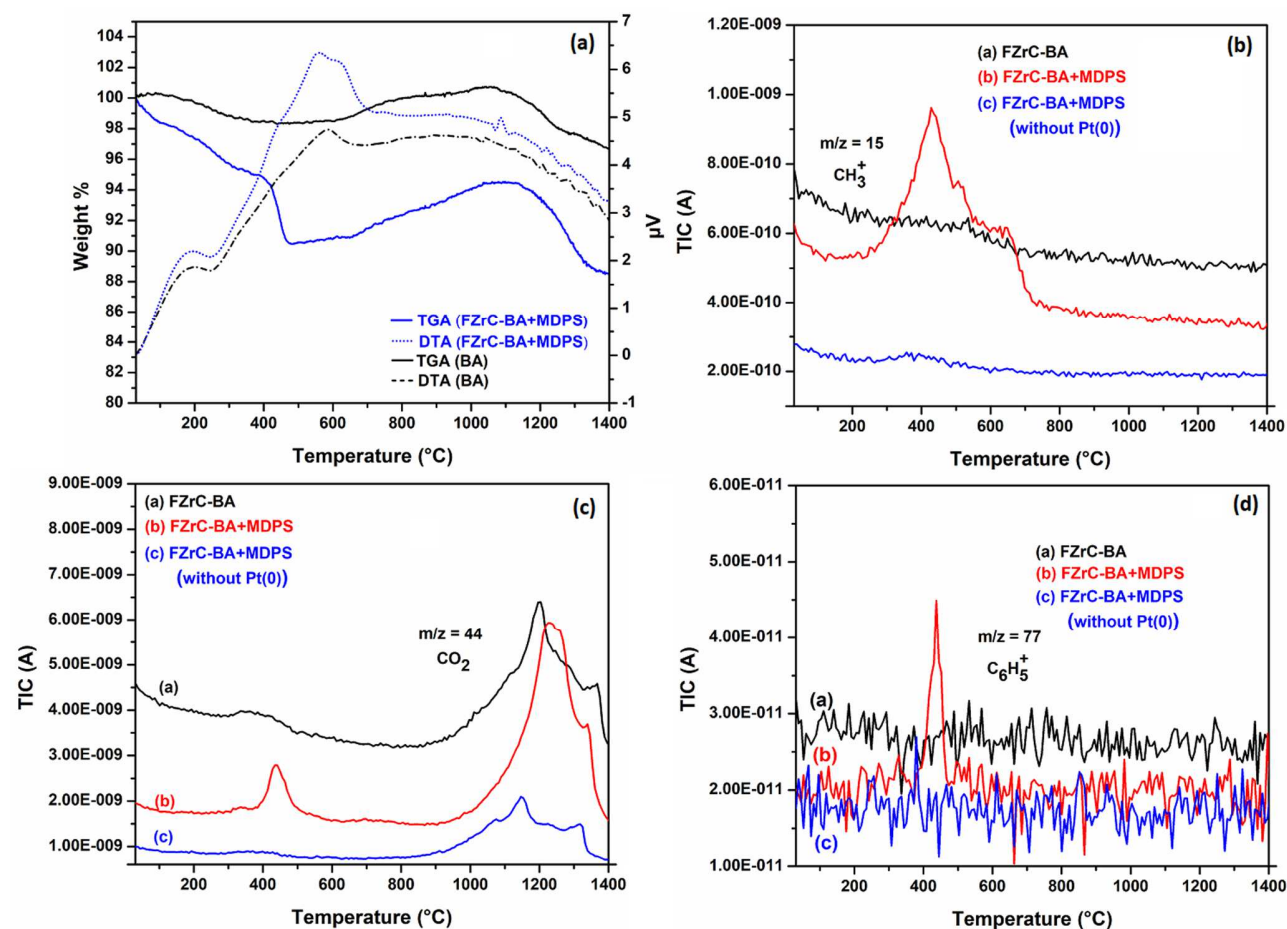 (a)
Weight %
104
102
100
98
96
94
92
90
88
86
84
82
80
7
6
5
4
3
2
1
0
-1
µV
TGA (FZrC-BA+MDPS)
DTA (FZrC-BA+MDPS)
TGA (BA)
DTA (BA)
200 400 600 800 1000 1200 1400
Temperature (°C)
(b)
TIC (A)
1.20E-009
1.00E-009
8.00E-010
6.00E-010
4.00E-010
2.00E-010
(a) FZrC-BA
(b) FZrC-BA+MDPS
(c) FZrC-BA+MDPS
(without Pt(0))
m/z = 15
CH3+
200 400 600 800 1000 1200 1400
Temperature (°C)
(c)
TIC (A)
9.00E-009
8.00E-009
7.00E-009
6.00E-009
5.00E-009
4.00E-009
3.00E-009
2.00E-009
1.00E-009
(a) FZrC-BA
(b) FZrC-BA+MDPS
(c) FZrC-BA+MDPS
(without Pt(0))
m/z = 44
CO2
(a)
(b)
(c)
200 400 600 800 1000 1200 1400
Temperature (°C)
(d)
TIC (A)
6.00E-011
5.00E-011
4.00E-011
3.00E-011
2.00E-011
1.00E-011
(a) FZrC-BA
(b) FZrC-BA+MDPS
(c) FZrC-BA+MDPS
(without Pt(0))
m/z = 77
C6H5+
(a)
(b)
(c)
200 400 600 800 1000 1200 1400
Temperature (°C)